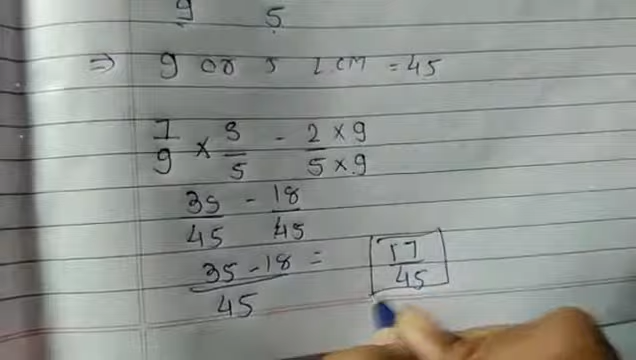 9 5
⇒ 9 or 5 LCM = 45
7/9 × 5/5 - 2×9/5×9
35/45 - 18/45
35-18/45 = 17/45